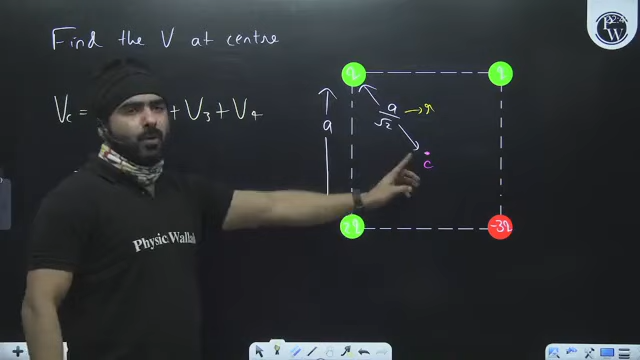 Find the V at centre
V_c = + V_3 + V_4
q
q
a
a/√2 → r
c
-3q
Physics Wallah
PW